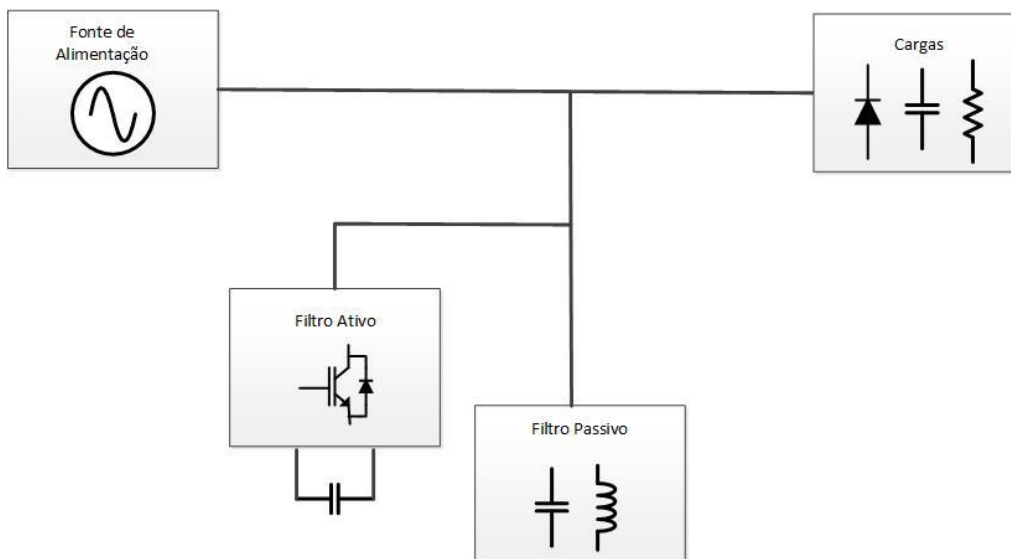 Fonte de
Alimentação
Cargas
Filtro Ativo
Filtro Passivo